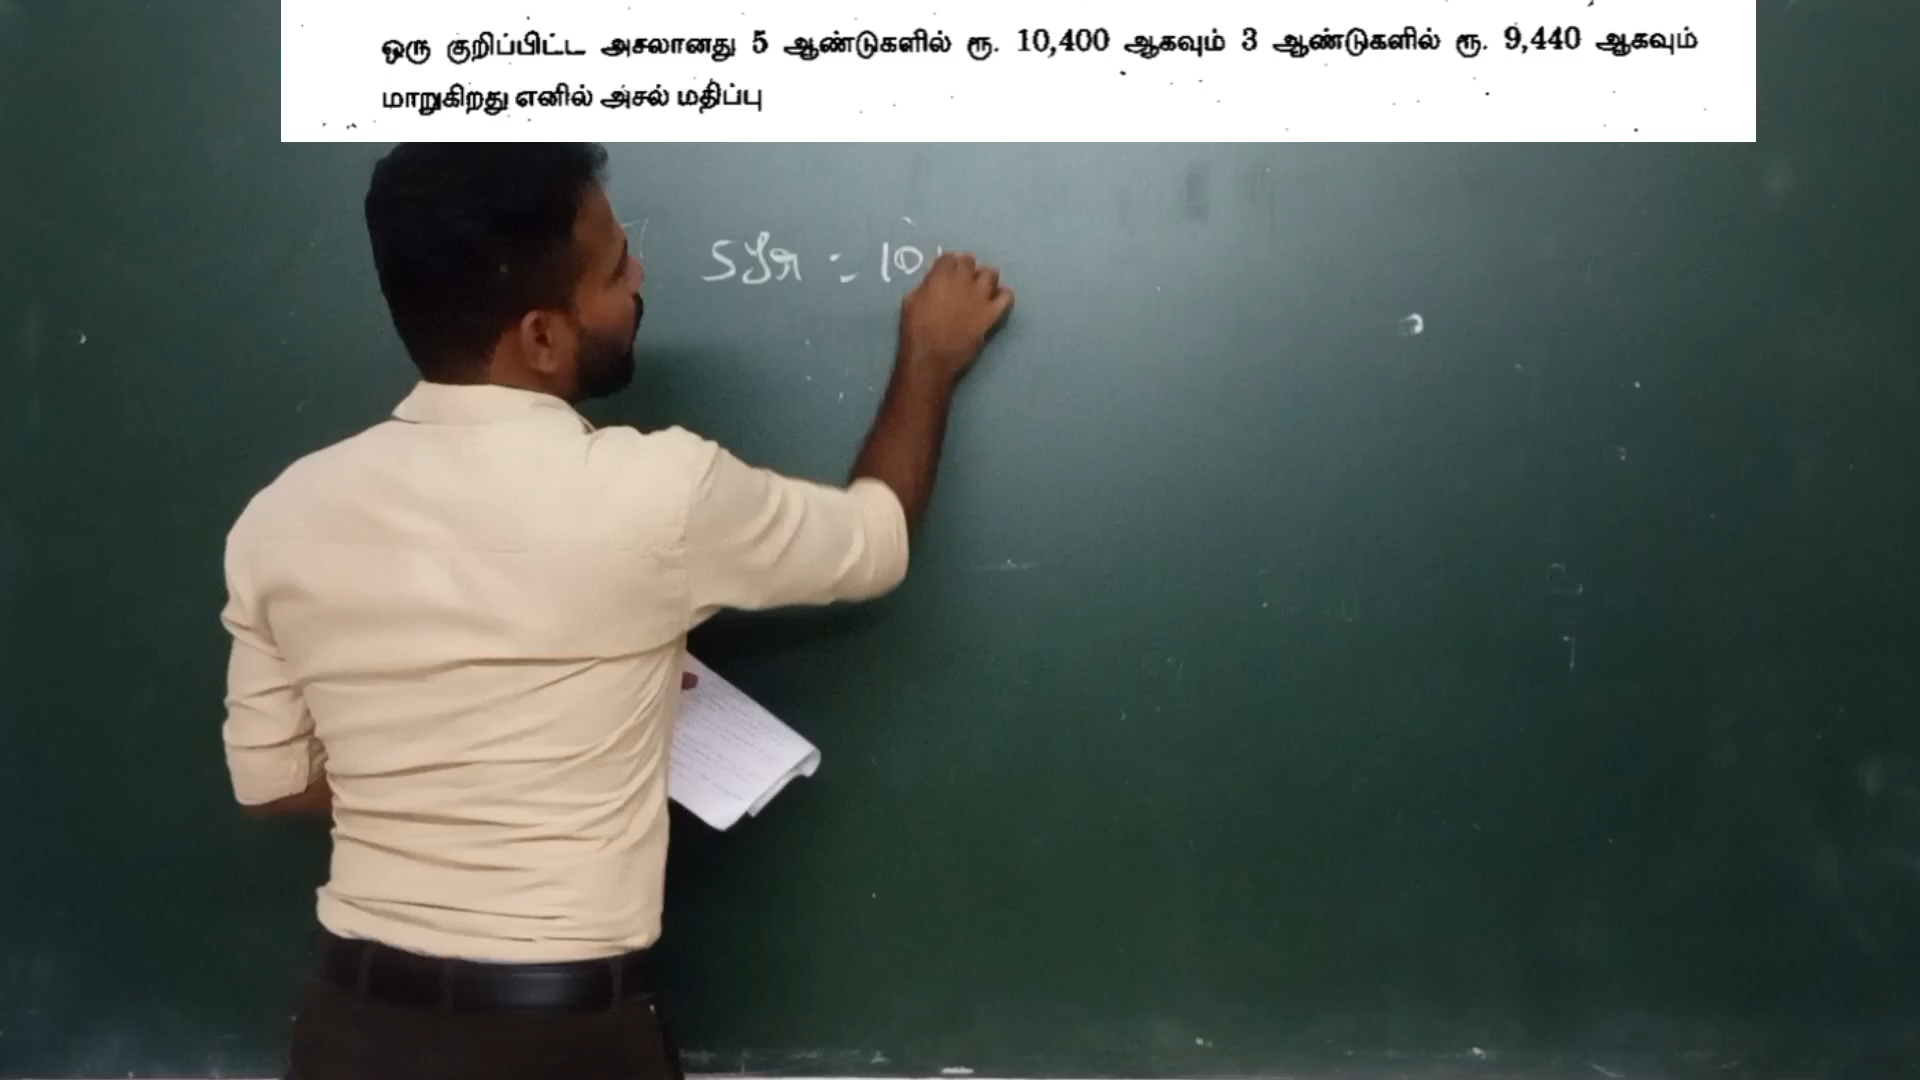 ஒரு குறிப்பிட்ட அசலானது 5 ஆண்டுகளில் ரூ. 10,400 ஆகவும் 3 ஆண்டுகளில் ரூ. 9,440 ஆகவும்
மாறுகிறது எனில் அசல் மதிப்பு
5yr = 10